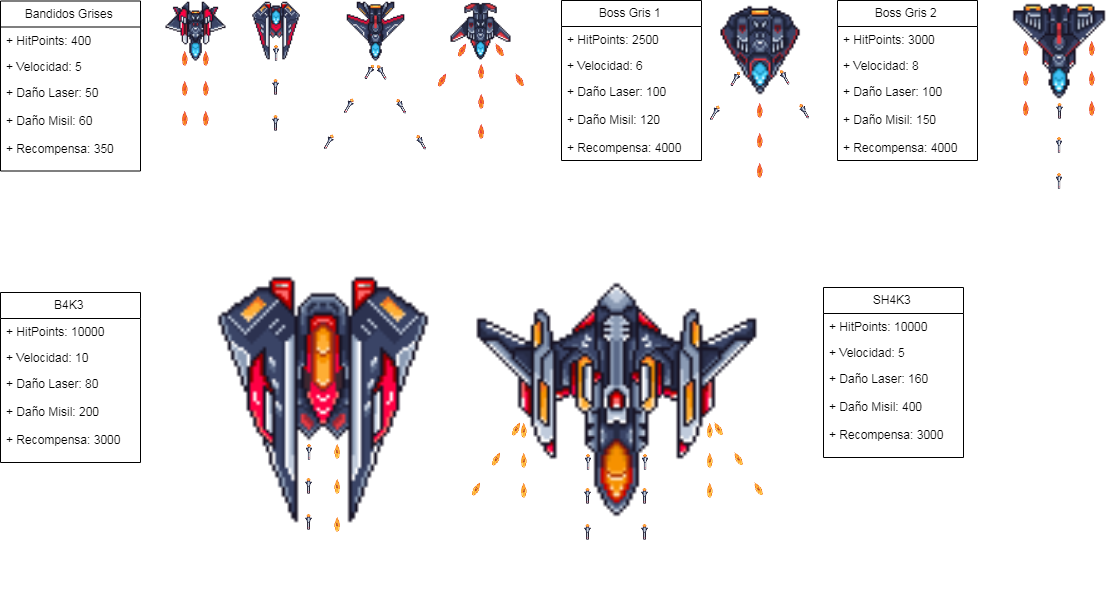 Bandidos Grises
+ HitPoints: 400
+ Velocidad: 5
+ Daño Laser: 50
+ Daño Misil: 60
+ Recompensa: 350
Boss Gris 1
+ HitPoints: 2500
+ Velocidad: 6
+ Daño Laser: 100
+ Daño Misil: 120
+ Recompensa: 4000
Boss Gris 2
+ HitPoints: 3000
+ Velocidad: 8
+ Daño Laser: 100
+ Daño Misil: 150
+ Recompensa: 4000
B4K3
+ HitPoints: 10000
+ Velocidad: 10
+ Daño Laser: 80
+ Daño Misil: 200
+ Recompensa: 3000
SH4K3
+ HitPoints: 10000
+ Velocidad: 5
+ Daño Laser: 160
+ Daño Misil: 400
+ Recompensa: 3000